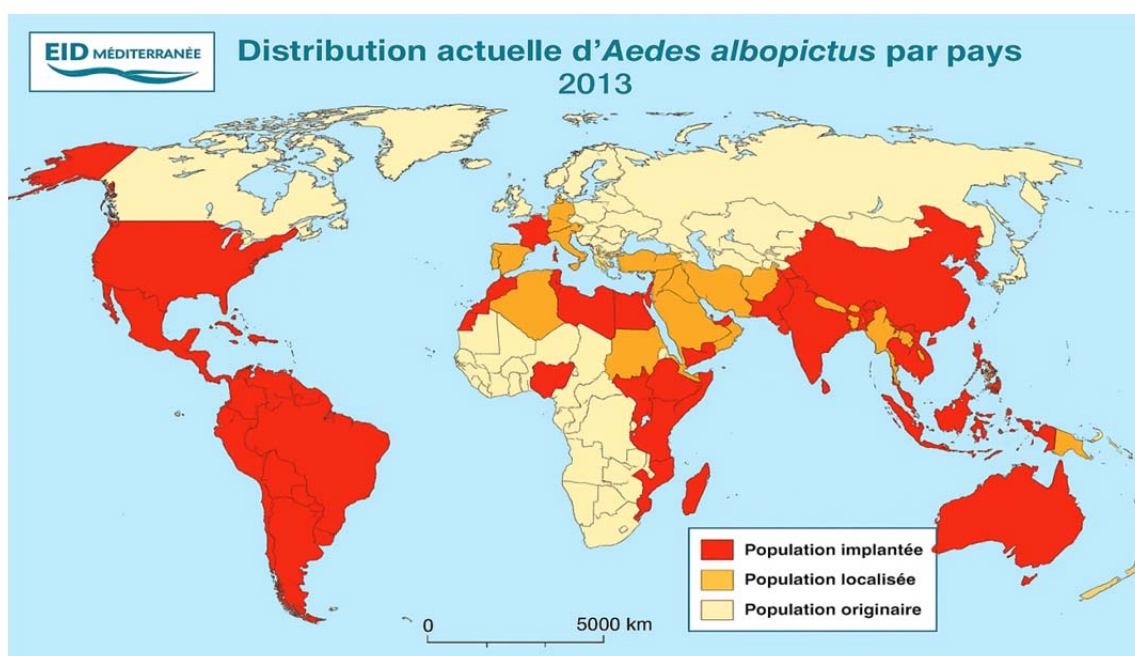 EID MÉDITERRANÉE
Distribution actuelle d'Aedes albopictus par pays
2013
Population implantée
Population localisée
Population originaire
0 5000 km